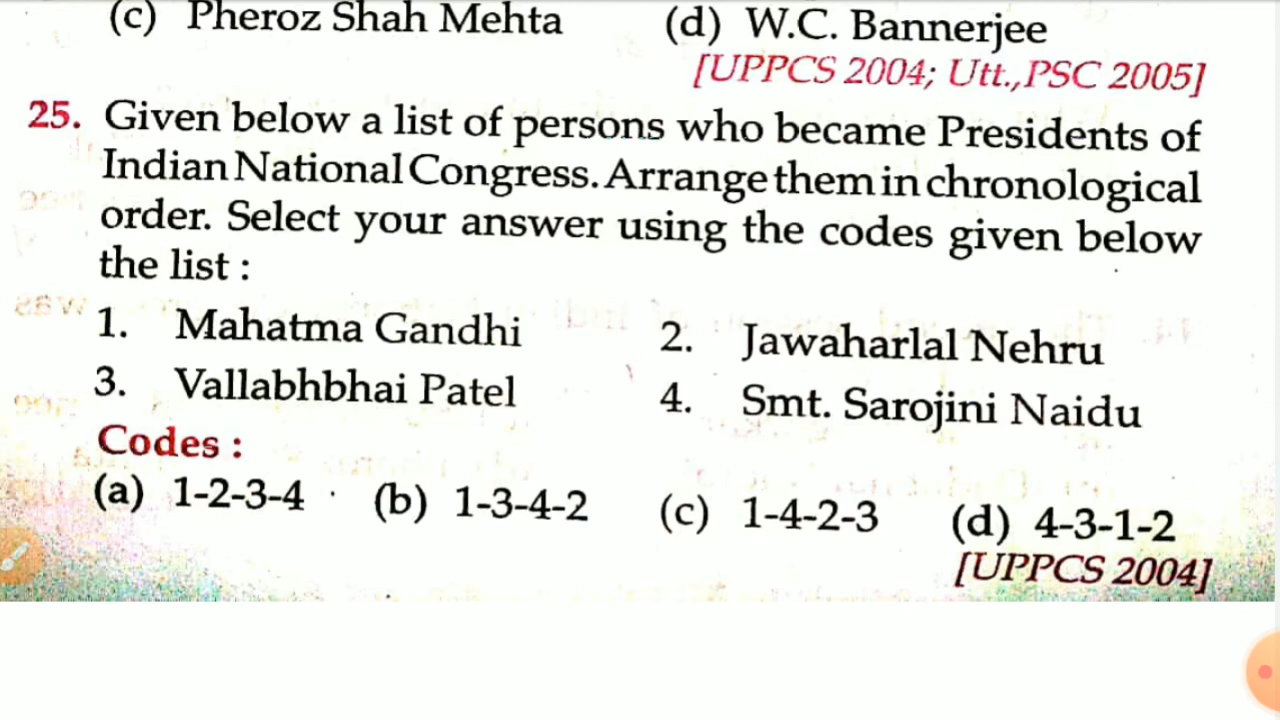 (c) Pheroz Shah Mehta (d) W.C. Bannerjee
[UPPCS 2004; Utt.,PSC 2005]
25. Given below a list of persons who became Presidents of
Indian National Congress. Arrange them in chronological
order. Select your answer using the codes given below
the list :
1. Mahatma Gandhi 2. Jawaharlal Nehru
3. Vallabhbhai Patel 4. Smt. Sarojini Naidu
Codes :
(a) 1-2-3-4 (b) 1-3-4-2 (c) 1-4-2-3 (d) 4-3-1-2
[UPPCS 2004]